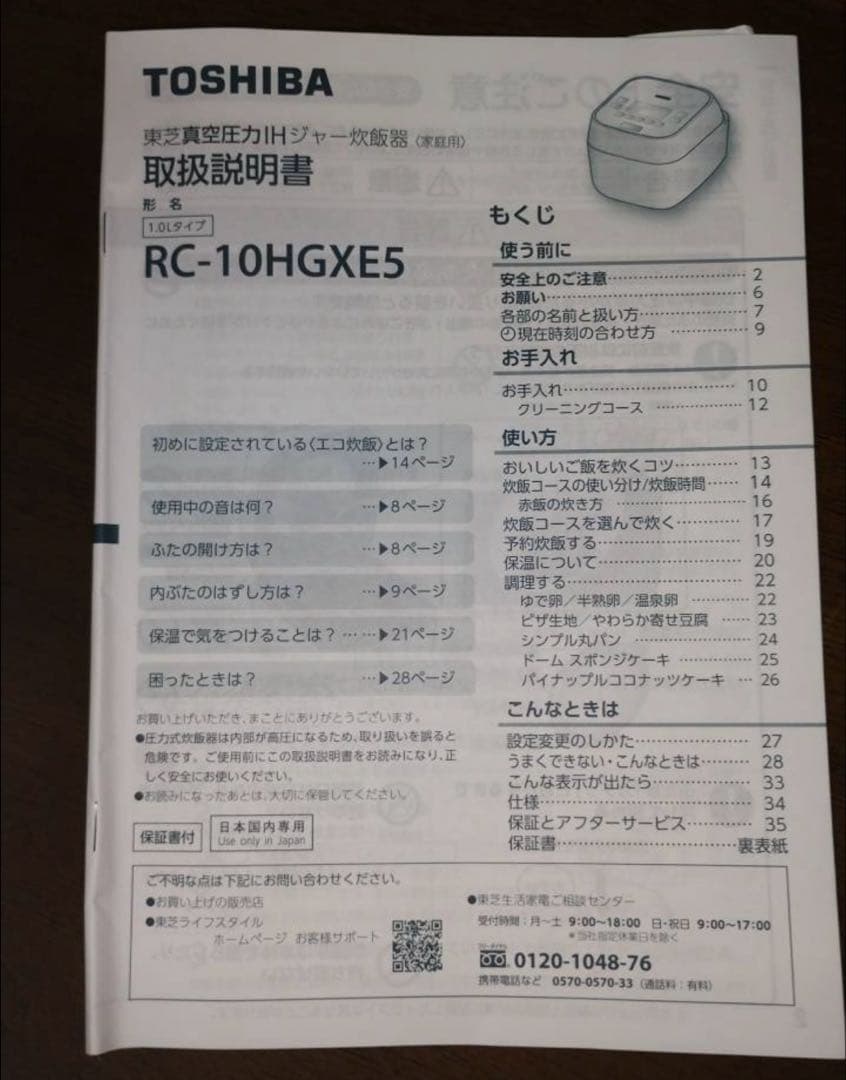 TOSHIBA
東芝真空圧力IHジャー炊飯器〈家庭用〉
取扱説明書
形 名
1.0Lタイプ
RC-10HGXE5
初めに設定されている〈エコ炊飯〉とは？
…▶14ページ
使用中の音は何？ …▶8ページ
ふたの開け方は？ …▶8ページ
内ぶたのはずし方は？ …▶9ページ
保温で気をつけることは？… …▶21ページ
困ったときは？ …▶28ページ
お買い上げいただき、まことにありがとうございます。
●圧力式炊飯器は内部が高圧になるため、取り扱いを誤ると
危険です。ご使用前にこの取扱説明書をお読みになり、正
しく安全にお使いください。
●お読みになったあとは、大切に保管してください。
保証書付
日本国内専用
Use only in Japan
もくじ
使う前に
安全上のご注意………………… 2
お願い………………………… 6
各部の名前と扱い方…………… 7
現在時刻の合わせ方 ………… 9
お手入れ
お手入れ……………………… 10
クリーニングコース ………… 12
使い方
おいしいご飯を炊くコツ……… 13
炊飯コースの使い分け/炊飯時間…… 14
赤飯の炊き方 ……………… 16
炊飯コースを選んで炊く……… 17
予約炊飯する………………… 19
保温について………………… 20
調理する……………………… 22
ゆで卵／半熟卵／温泉卵 ……… 22
ピザ生地／やわらか寄せ豆腐 …… 23
シンプル丸パン ……………… 24
ドーム スポンジケーキ ……… 25
パイナップルココナッツケーキ … 26
こんなときは
設定変更のしかた……………… 27
うまくできない・こんなときは…… 28
こんな表示が出たら…………… 33
仕様…………………………… 34
保証とアフターサービス……… 35
保証書………………………裏表紙
ご不明な点は下記にお問い合わせください。
●お買い上げの販売店
●東芝ライフスタイル
ホームページ お客様サポート
●東芝生活家電ご相談センター
受付時間：月〜土 9:00〜18:00 日・祝日 9:00〜17:00
＊当社指定休業日を除く
フリーダイヤル
0120-1048-76
携帯電話など 0570-0570-33（通話料：有料）